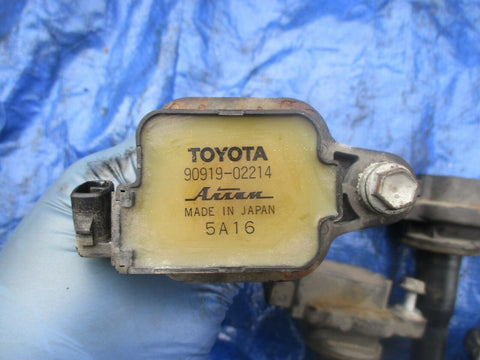 TOYOTA
90919-02214
Aisan
MADE IN JAPAN
5A16